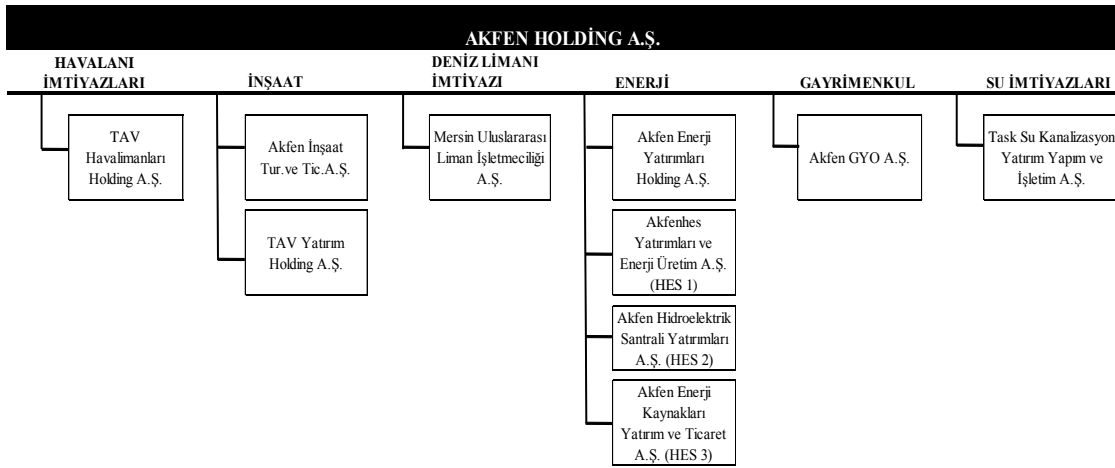 AKFEN HOLDİNG A.Ş.
HAVALANI
İMTİYAZLARI
İNŞAAT
DENİZ LİMANI
İMTİYAZI
ENERJİ
GAYRİMENKUL
SU İMTİYAZLARI
TAV
Havalimanları
Holding A.Ş.
Akfen İnşaat
Tur.ve Tic.A.Ş.
TAV Yatırım
Holding A.Ş.
Mersin Uluslararası
Liman İşletmeciliği
A.Ş.
Akfen Enerji
Yatırımları
Holding A.Ş.
Akfenhes
Yatırımları ve
Enerji Üretim A.Ş.
(HES 1)
Akfen Hidroelektrik
Santrali Yatırımları
A.Ş. (HES 2)
Akfen Enerji
Kaynakları
Yatırım ve Ticaret
A.Ş. (HES 3)
Akfen GYO A.Ş.
Task Su Kanalizasyon
Yatırım Yapım ve
İşletim A.Ş.